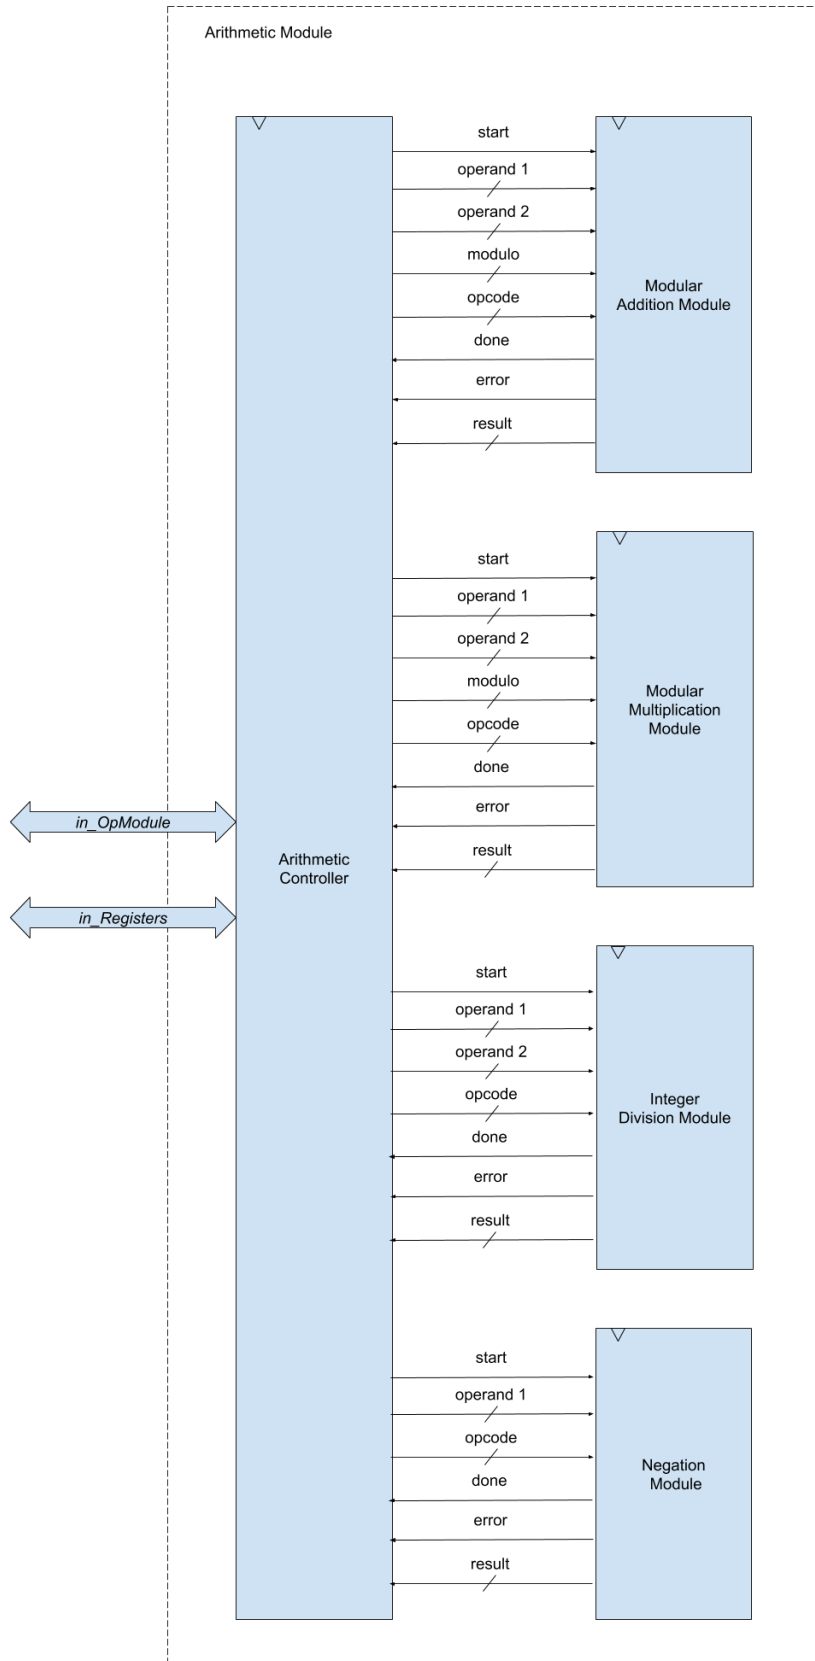 Arithmetic Module
start
operand 1
operand 2
modulo
opcode
done
error
result
Modular
Addition Module
start
operand 1
operand 2
modulo
opcode
done
error
result
Modular
Multiplication
Module
in_OpModule
in_Registers
Arithmetic
Controller
start
operand 1
operand 2
opcode
done
error
result
Integer
Division Module
start
operand 1
opcode
done
error
result
Negation
Module